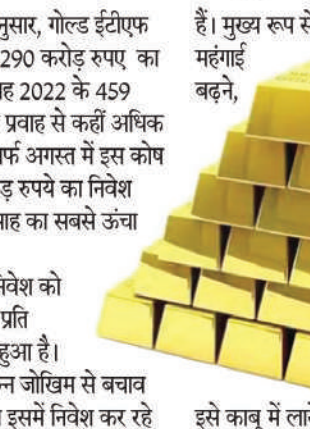 नुसार, गोल्ड ईटीएफ
290 करोड़ रुपए का
ह 2022 के 459
प्रवाह से कहीं अधिक
र्फ अगस्त में इस कोष
ड़ रुपये का निवेश
माह का सबसे ऊंचा
निवेश को
प्रति
हुआ है।
न्न जोखिम से बचाव
इसमें निवेश कर रहे
हैं। मुख्य रूप से
महंगाई
बढ़ने,
इसे काबू में